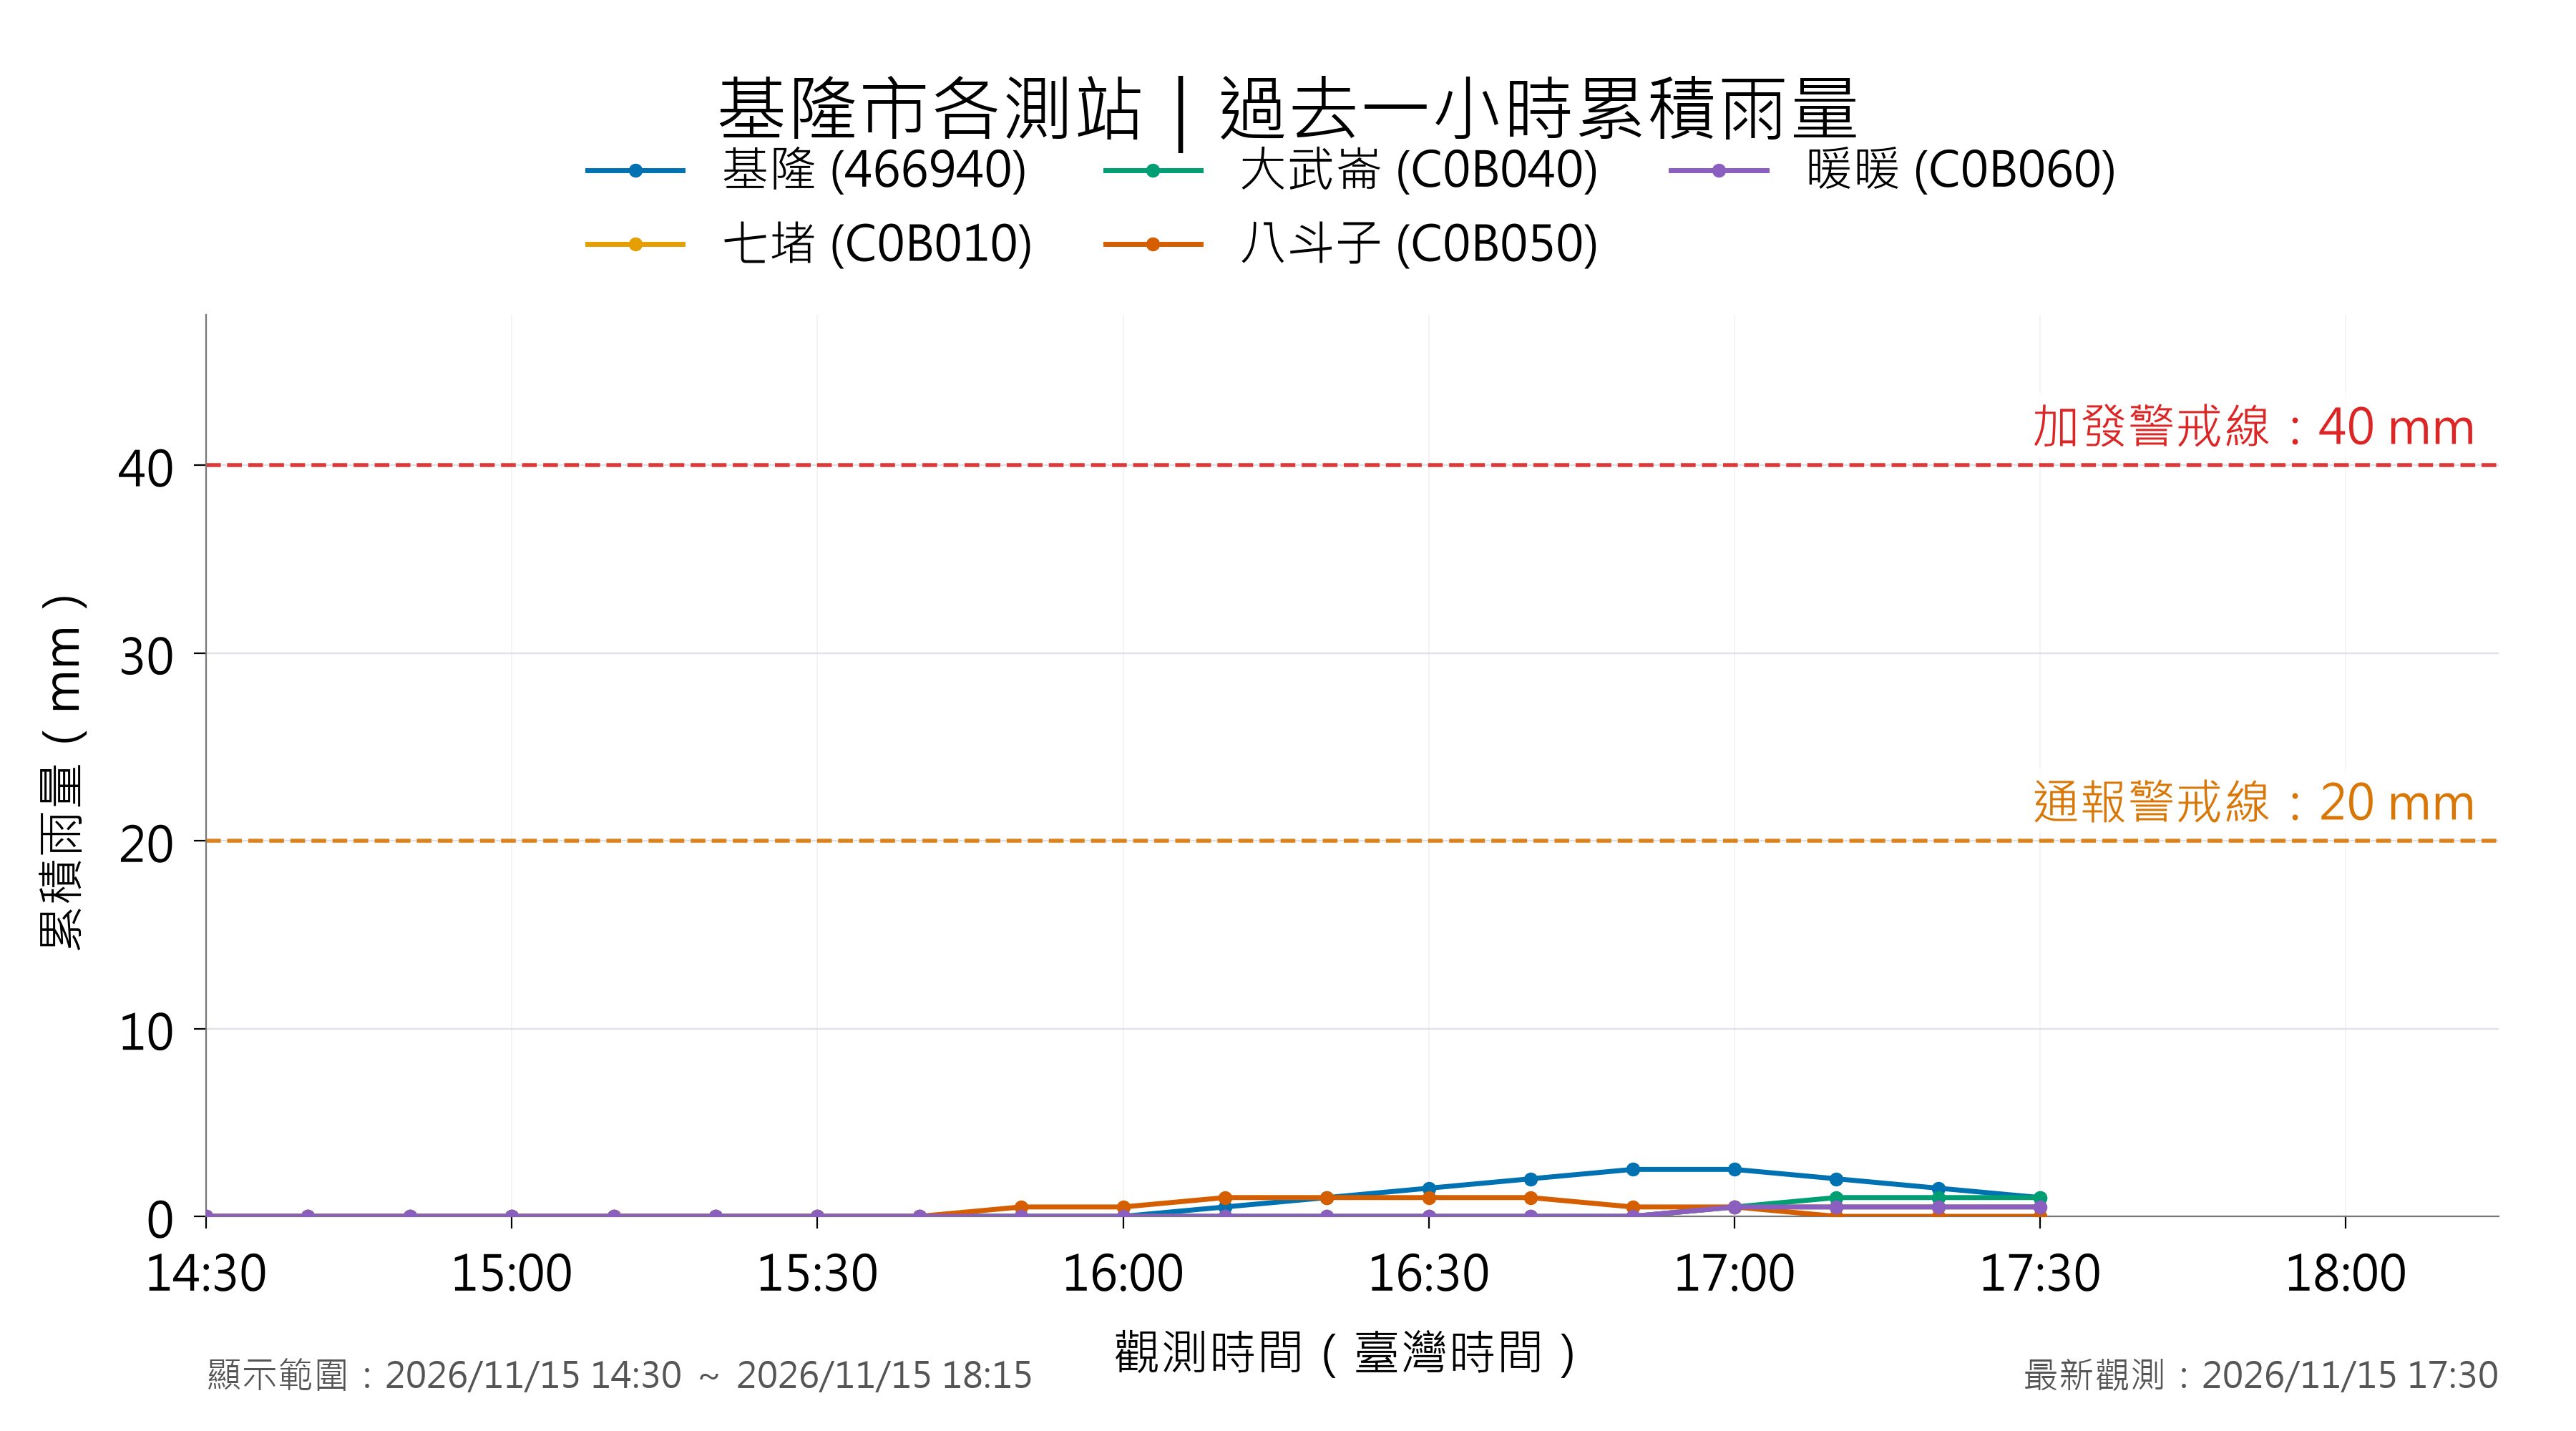 基隆市各測站｜過去一小時累積雨量
基隆 (466940)
大武崙 (C0B040)
暖暖 (C0B060)
七堵 (C0B010)
八斗子 (C0B050)
累積雨量（mm）
加發警戒線：40 mm
40
30
通報警戒線：20 mm
20
10
0
14:30
15:00
15:30
16:00
16:30
17:00
17:30
18:00
觀測時間（臺灣時間）
顯示範圍：2026/11/15 14:30 ~ 2026/11/15 18:15
最新觀測：2026/11/15 17:30